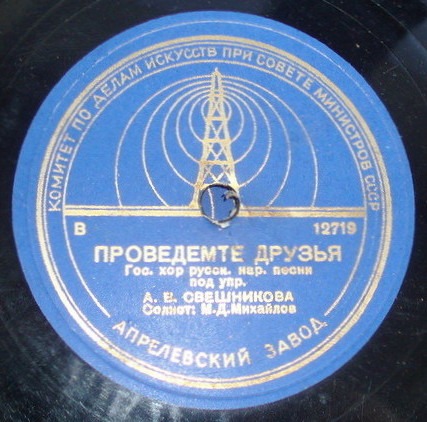 КОМИТЕТ ПО ДЕЛАМ ИСКУССТВ ПРИ СОВЕТЕ МИНИСТРОВ СССР
В 12719
ПРОВЕДЕМТЕ ДРУЗЬЯ
Гос. хор русск. нар. песни
под упр.
А. В. СВЕШНИКОВА
Солист: М.Д.Михайлов
АПРЕЛЕВСКИЙ ЗАВОД